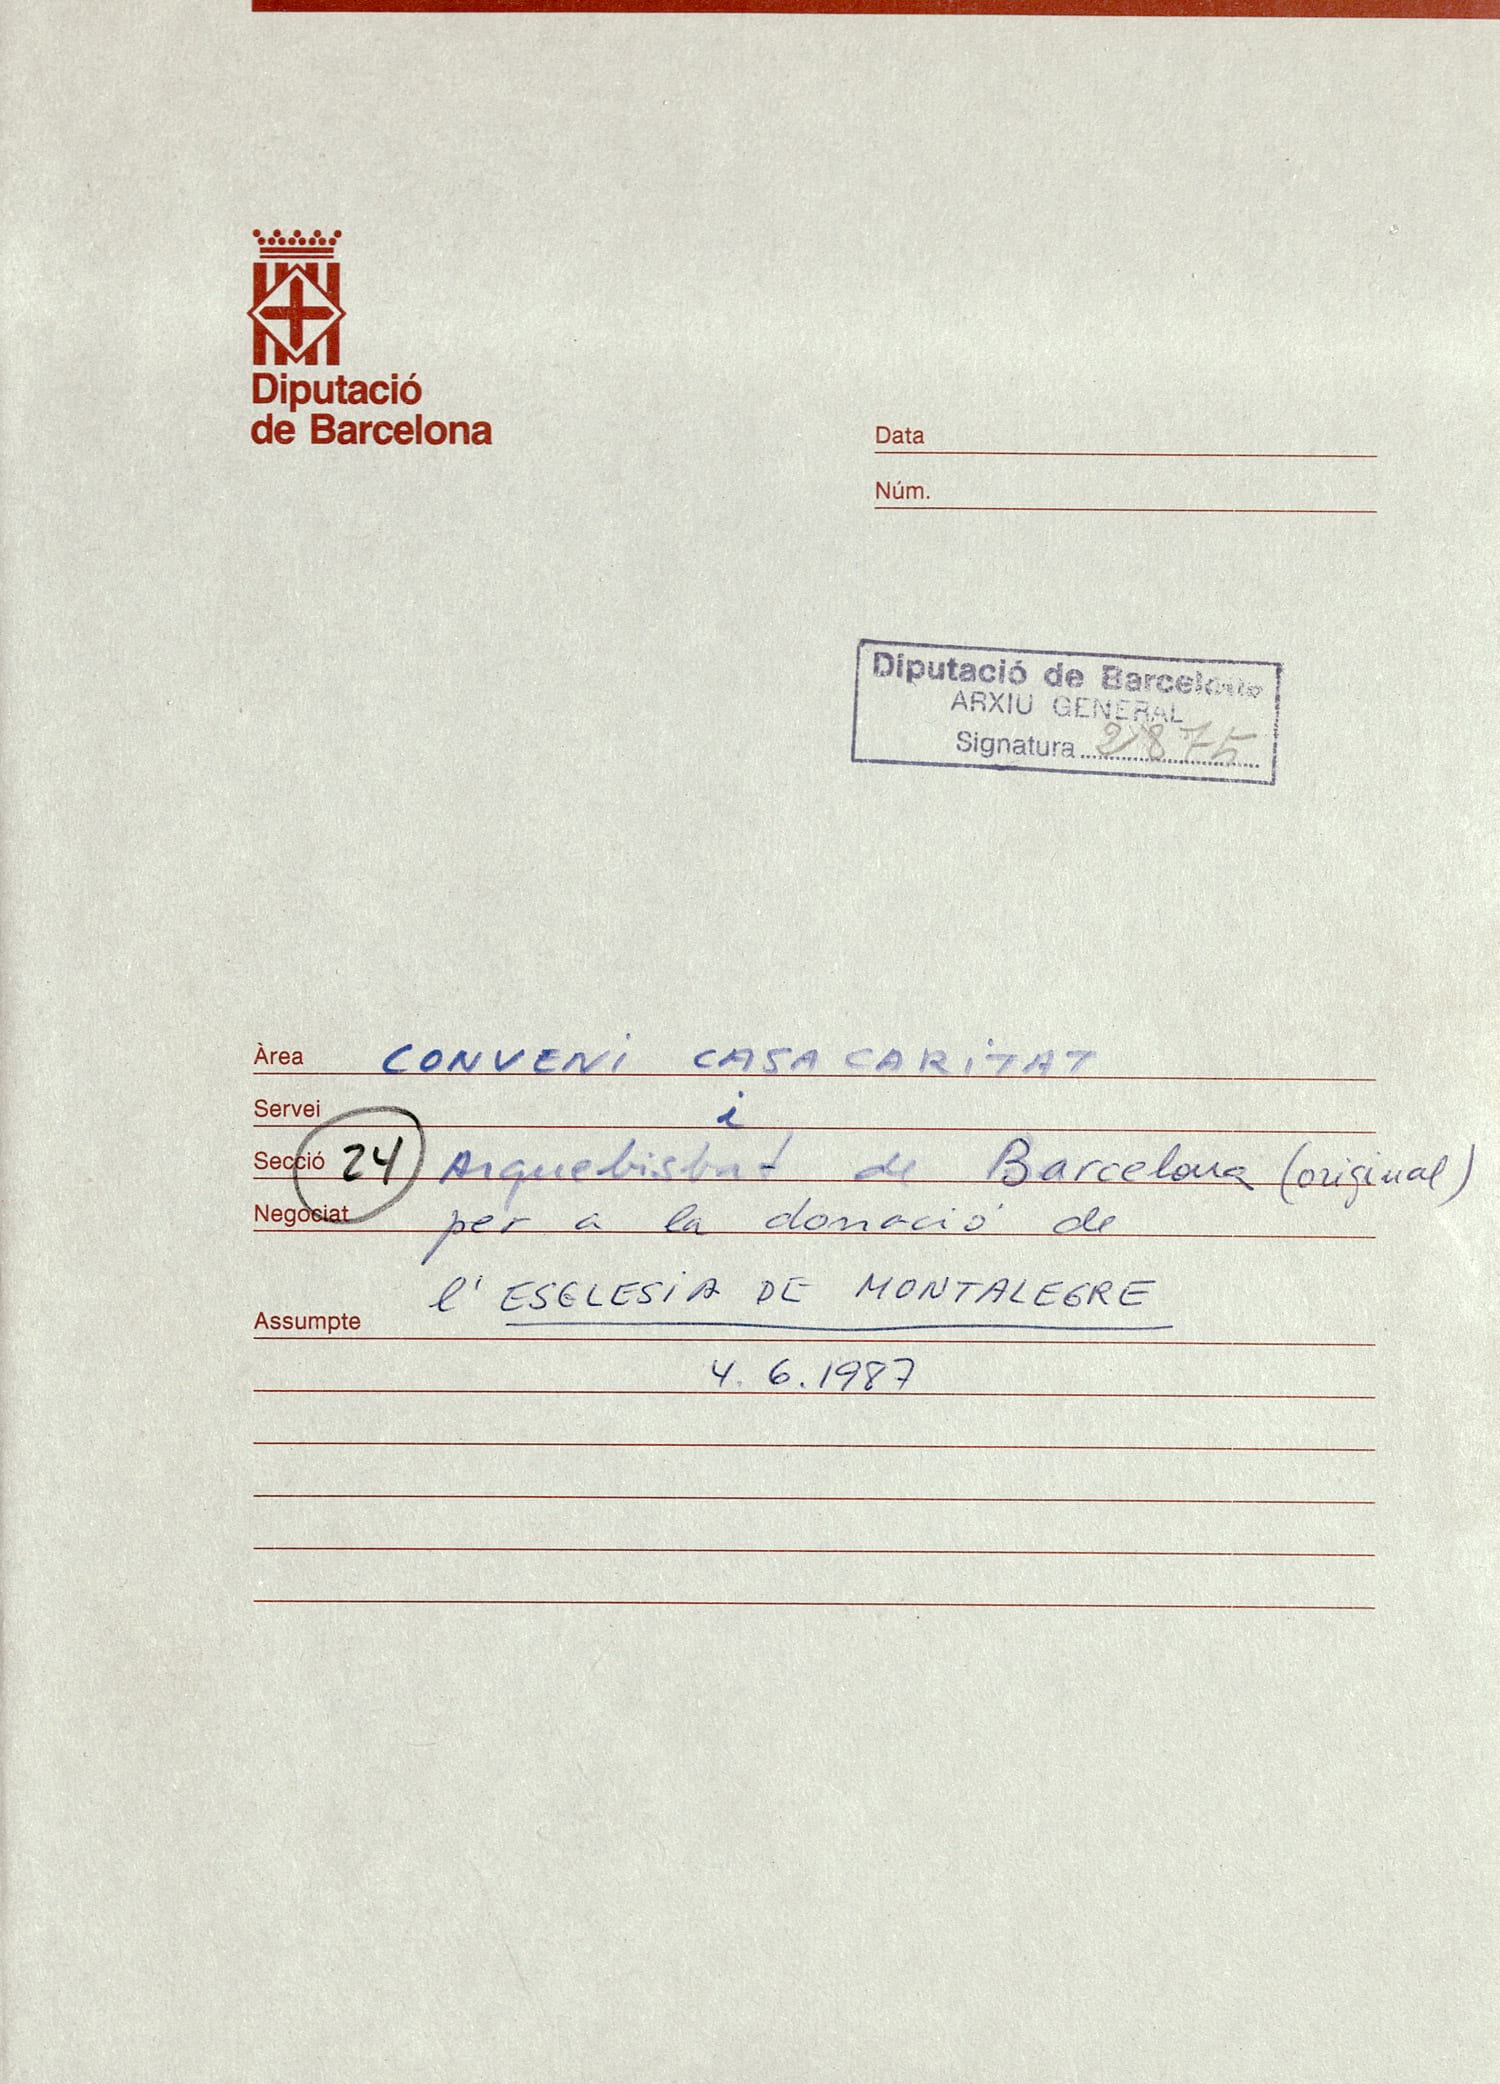 Diputació
de Barcelona
Data
Núm.
Diputació de Barcelona
ARXIU GENERAL
Signatura
Àrea CONVENI CASA CARITAT
Servei i
Secció 24 Arquebisbat de Barcelona (original)
Negociat per a la donació de
l'ESGLESIA DE MONTALEGRE
Assumpte
4.6.1987